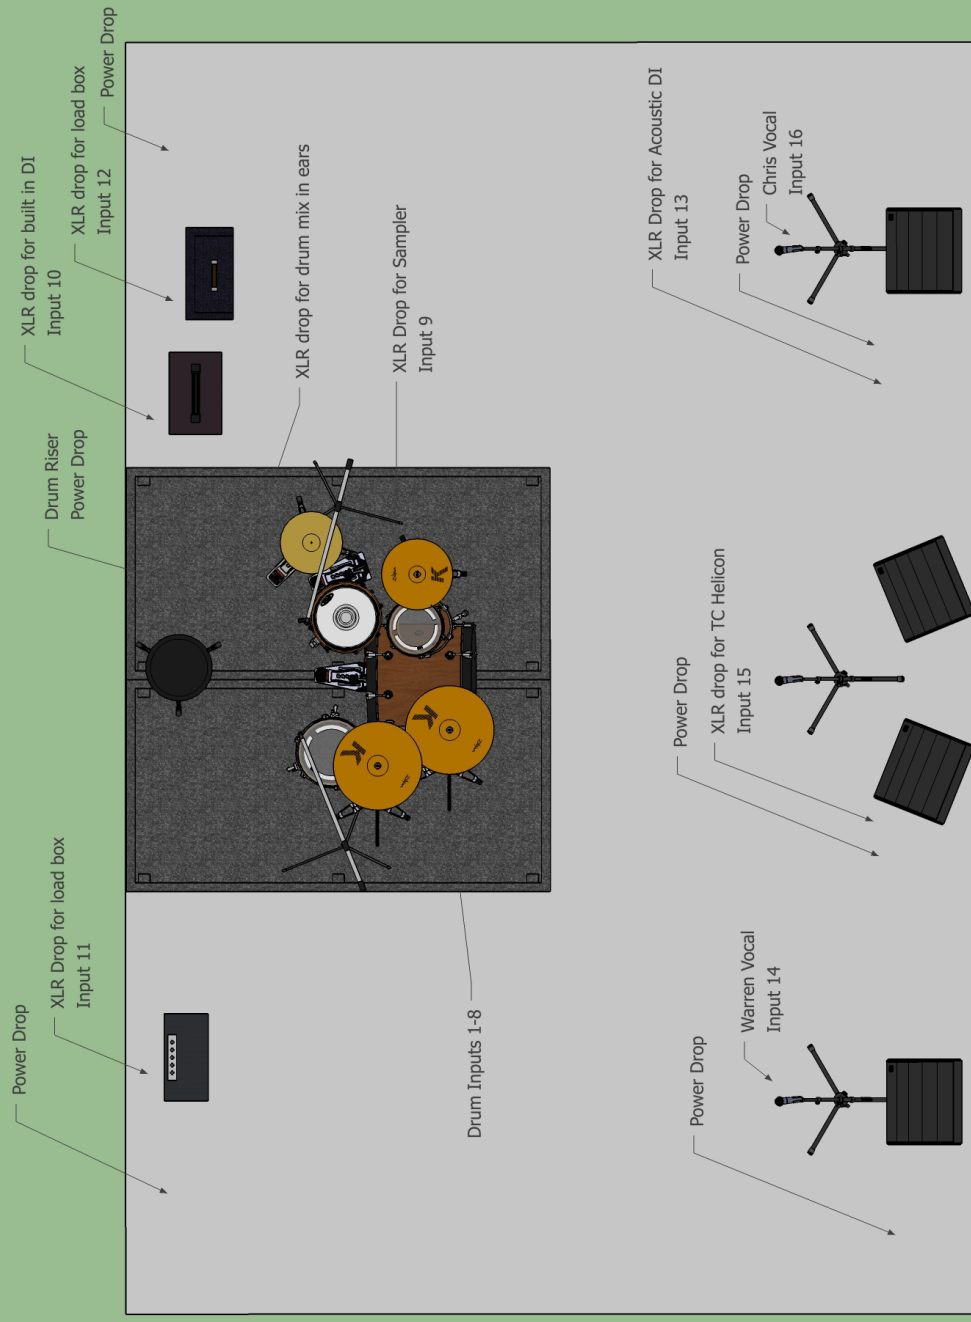 Power Drop
XLR Drop for load box
Input 11
Drum Riser
Power Drop
XLR drop for built in DI
Input 10
XLR drop for load box
Input 12
Power Drop
XLR drop for drum mix in ears
XLR Drop for Sampler
Input 9
K
K
K
Drum Inputs 1-8
Power Drop
Warren Vocal
Input 14
Power Drop
XLR drop for TC Helicon
Input 15
XLR Drop for Acoustic DI
Input 13
Power Drop
Chris Vocal
Input 16